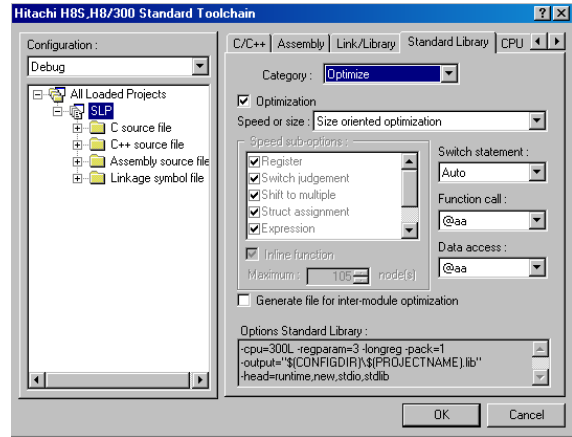 Hitachi H8S,H8/300 Standard Toolchain
Configuration :
Debug
All Loaded Projects
SLP
C source file
C++ source file
Assembly source file
Linkage symbol file
C/C++ Assembly Link/Library Standard Library CPU
Category : Optimize
Optimization
Speed or size : Size oriented optimization
Speed sub-options :
Register
Switch judgement
Shift to multiple
Struct assignment
Expression
Inline function
Maximum : 105 node(s)
Switch statement :
Auto
Function call :
@aa
Data access :
@aa
Generate file for inter-module optimization
Options Standard Library :
-cpu=300L -regparam=3 -longreg -pack=1
-output="$(CONFIGDIR)\$(PROJECTNAME).lib"
-head=runtime,new,stdio,stdlib
OK Cancel